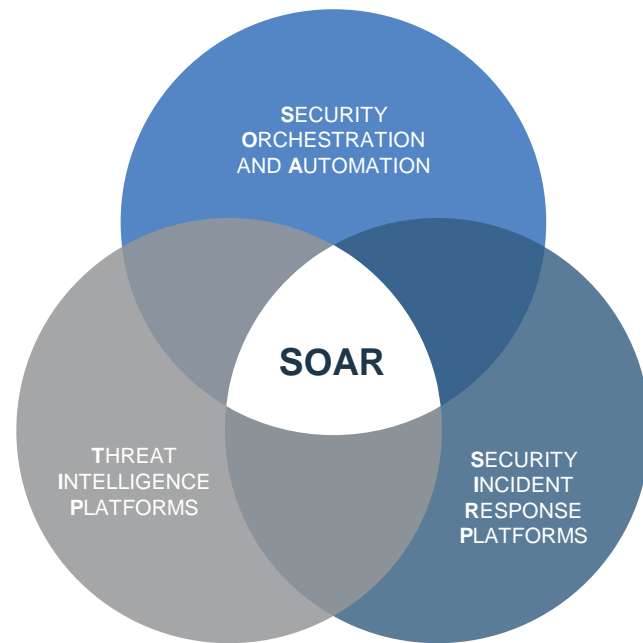 SECURITY
ORCHESTRATION
AND AUTOMATION
SOAR
THREAT
INTELLIGENCE
PLATFORMS
SECURITY
INCIDENT
RESPONSE
PLATFORMS